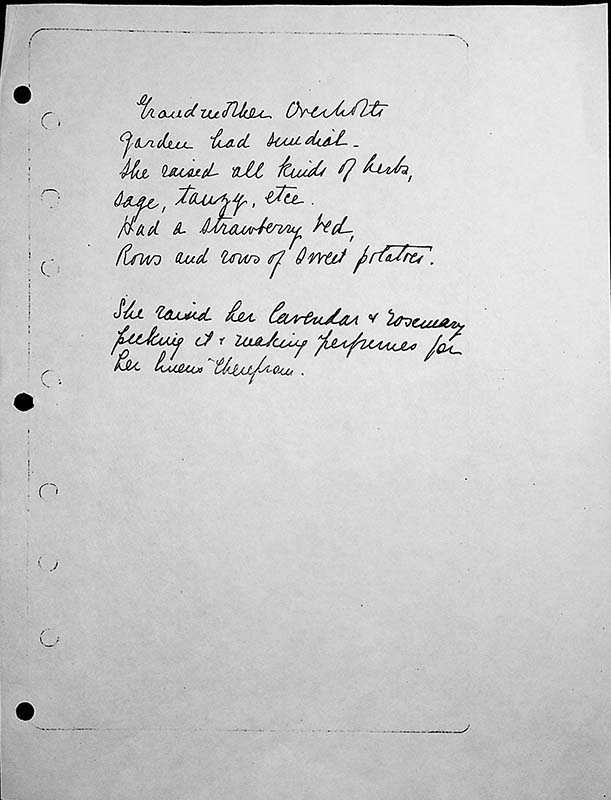 Grandmother Overholts
garden had sundial -
She raised all kinds of herbs,
sage, tanzy, etce.
Had a strawberry bed,
Rows and rows of sweet potatoes.
She raised her lavendar & rosemary
picking it & making perfumes for
her linens therefrom.